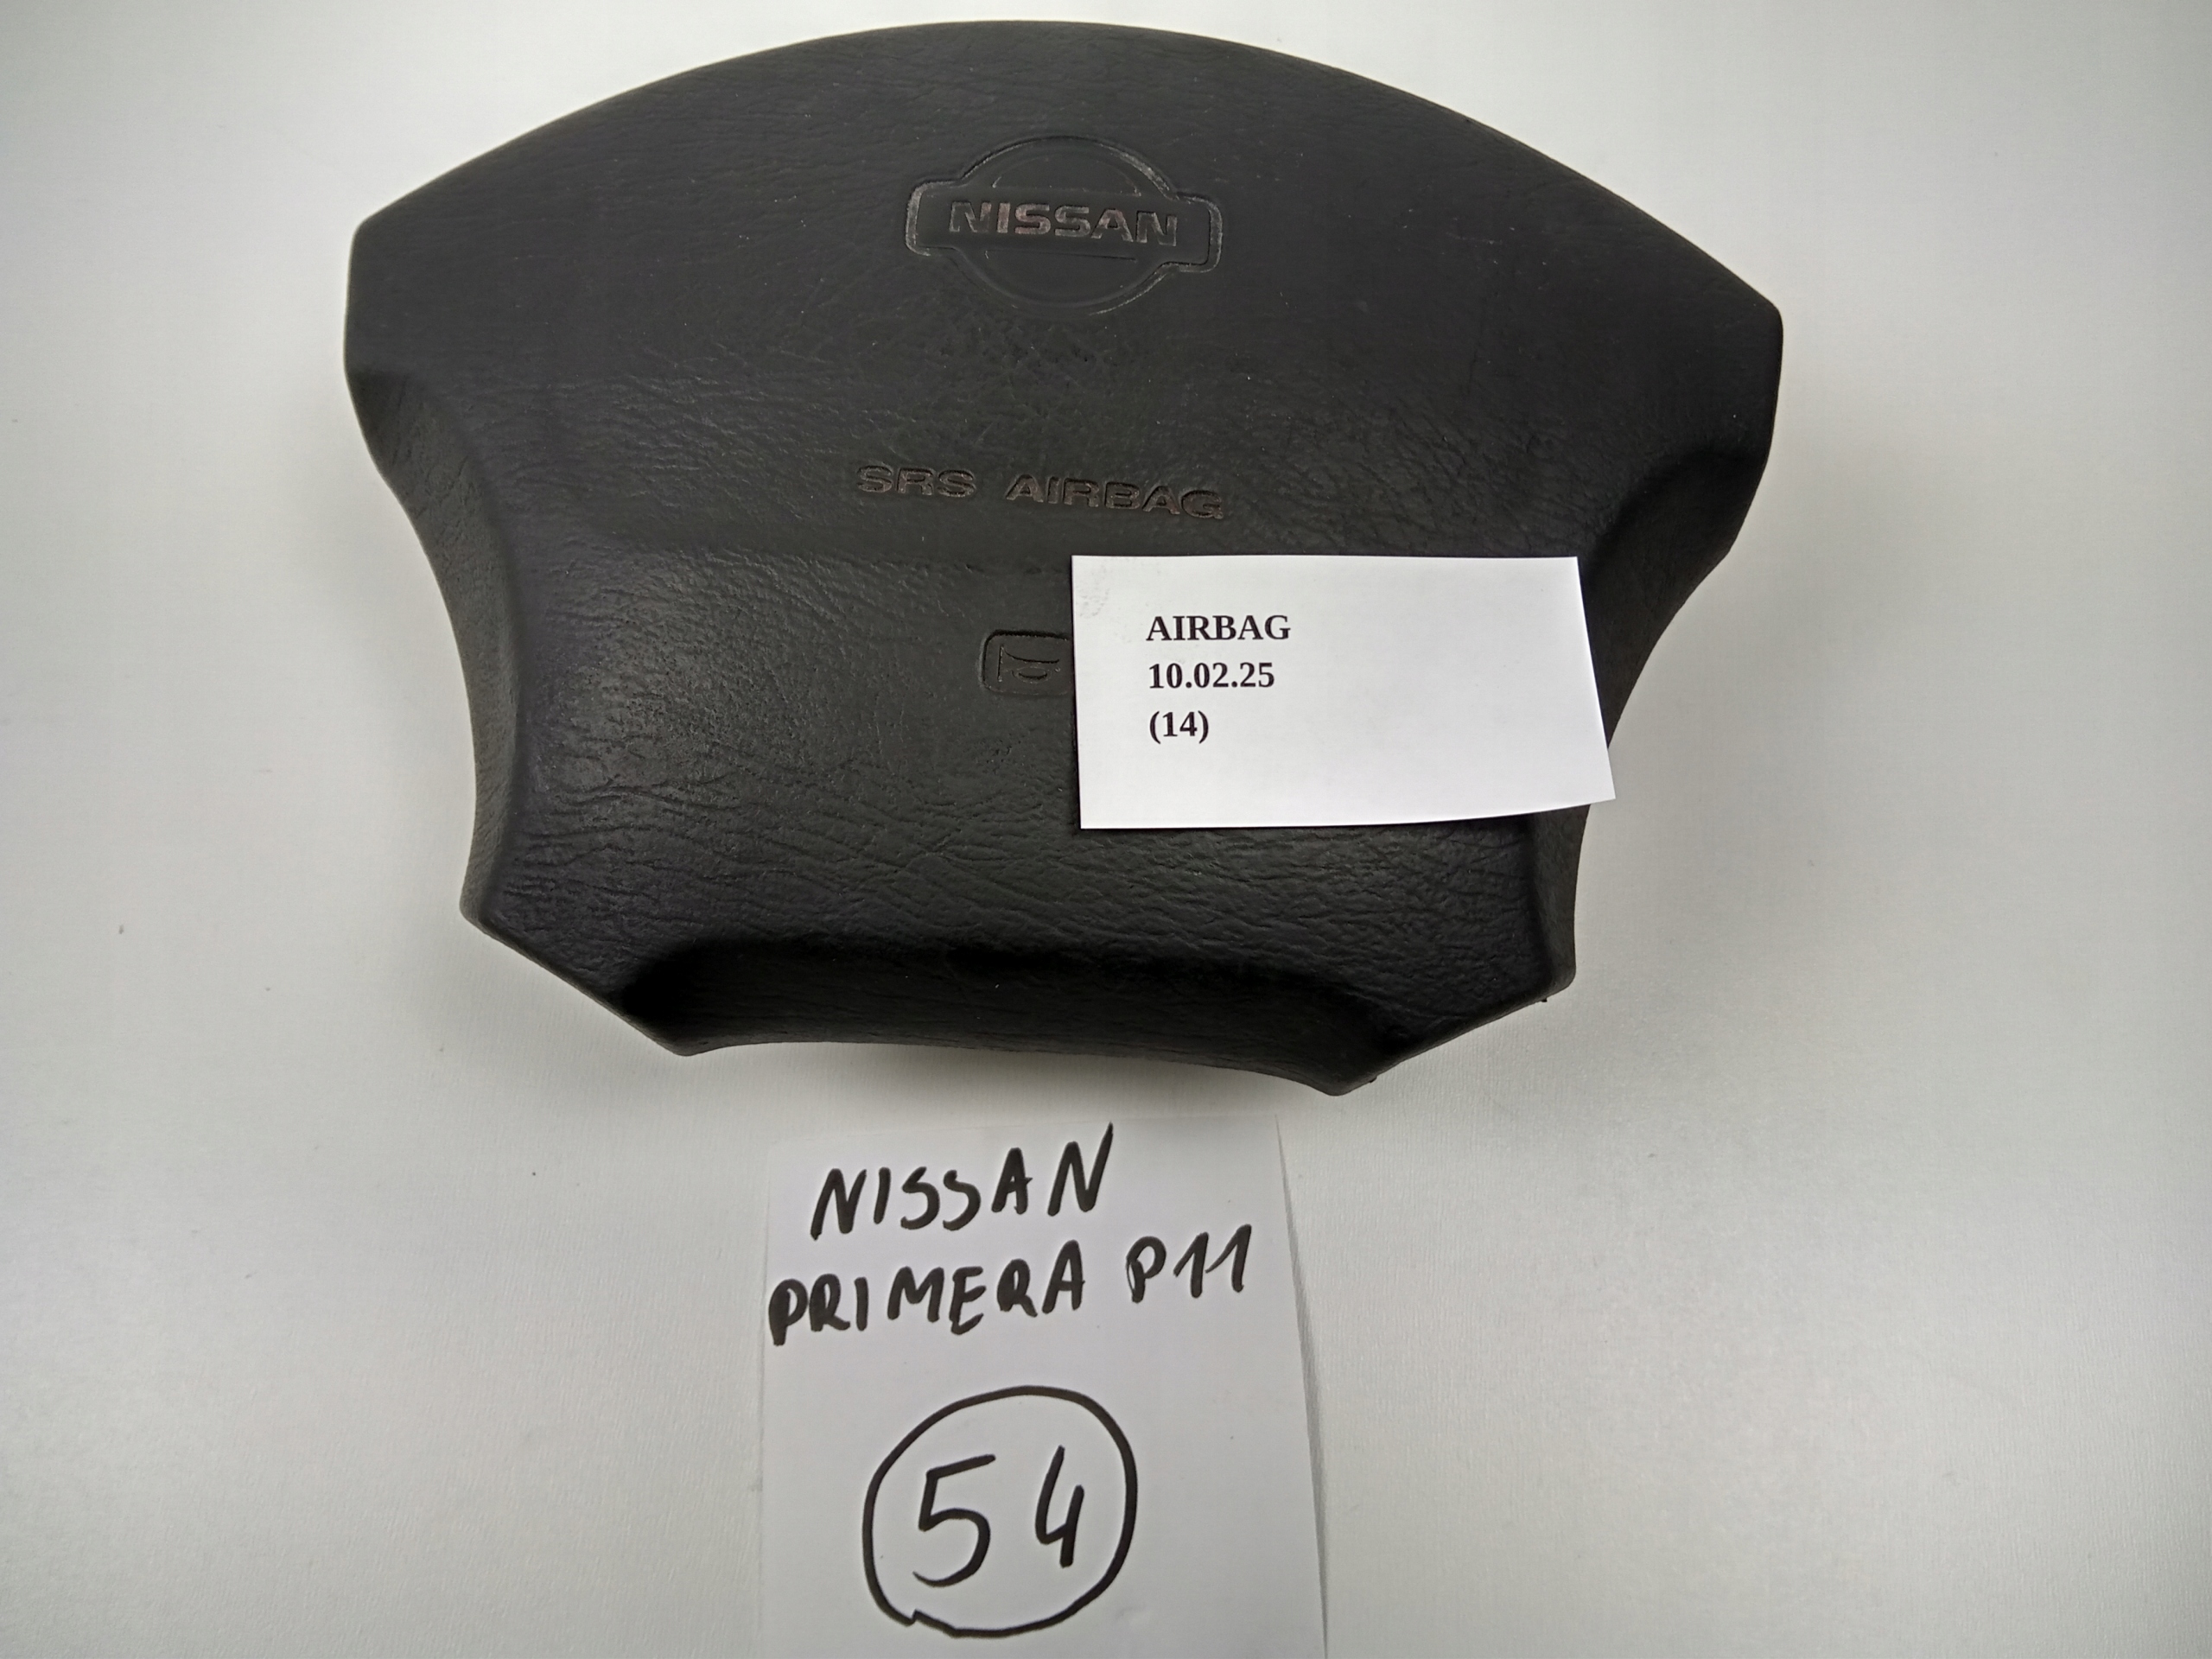 NISSAN
SRS AIRBAG
AIRBAG
10.02.25
(14)
NISSAN
PRIMERA P11
54